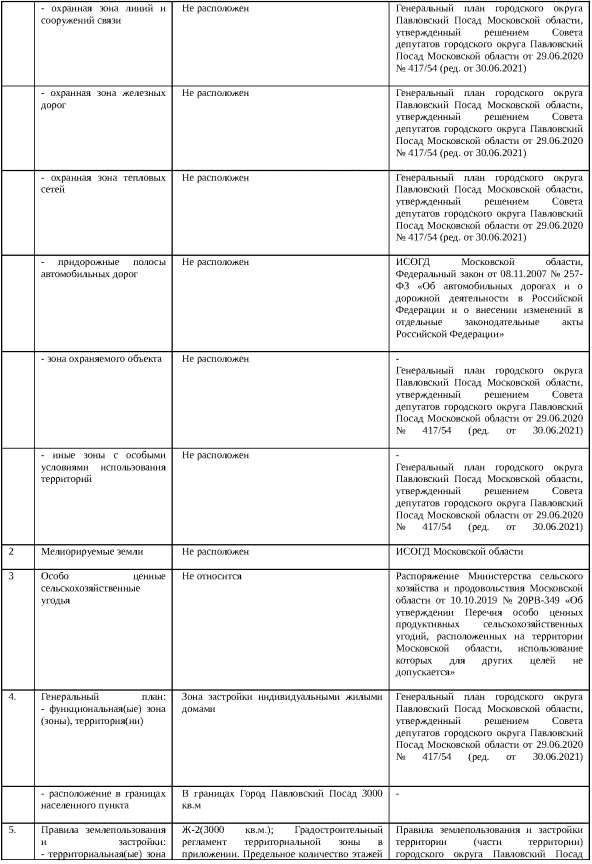 - охранная зона линий и
сооружений связи
Не расположен
Генеральный план городского округа
Павловский Посад Московской области,
утвержденный решением Совета
депутатов городского округа Павловский
Посад Московской области от 29.06.2020
№ 417/54 (ред. от 30.06.2021)
- охранная зона железных
дорог
Не расположен
Генеральный план городского округа
Павловский Посад Московской области,
утвержденный решением Совета
депутатов городского округа Павловский
Посад Московской области от 29.06.2020
№ 417/54 (ред. от 30.06.2021)
- охранная зона тепловых
сетей
Не расположен
Генеральный план городского округа
Павловский Посад Московской области,
утвержденный решением Совета
депутатов городского округа Павловский
Посад Московской области от 29.06.2020
№ 417/54 (ред. от 30.06.2021)
- придорожные полосы
автомобильных дорог
Не расположен
ИСОГД Московской области,
Федеральный закон от 08.11.2007 № 257-
ФЗ «Об автомобильных дорогах и о
дорожной деятельности в Российской
Федерации и о внесении изменений в
отдельные законодательные акты
Российской Федерации»
- зона охраняемого объекта
Не расположен
-
Генеральный план городского округа
Павловский Посад Московской области,
утвержденный решением Совета
депутатов городского округа Павловский
Посад Московской области от 29.06.2020
№ 417/54 (ред. от 30.06.2021)
- иные зоны с особыми
условиями использования
территорий
Не расположен
-
Генеральный план городского округа
Павловский Посад Московской области,
утвержденный решением Совета
депутатов городского округа Павловский
Посад Московской области от 29.06.2020
№ 417/54 (ред. от 30.06.2021)
2
Мелиорируемые земли
Не расположен
ИСОГД Московской области
3
Особо ценные
сельскохозяйственные
угодья
Не относится
Распоряжение Министерства сельского
хозяйства и продовольствия Московской
области от 10.10.2019 № 20РВ-349 «Об
утверждении Перечня особо ценных
продуктивных сельскохозяйственных
угодий, расположенных на территории
Московской области, использование
которых для других целей не
допускается»
4.
Генеральный план:
- функциональная(ые) зона
(зоны), территория(ии)
Зона застройки индивидуальными жилыми
домами
Генеральный план городского округа
Павловский Посад Московской области,
утвержденный решением Совета
депутатов городского округа Павловский
Посад Московской области от 29.06.2020
№ 417/54 (ред. от 30.06.2021)
- расположение в границах
населенного пункта
В границах Город Павловский Посад 3000
кв.м
-
5.
Правила землепользования
и застройки:
- территориальная(ые) зона
Ж-2(3000 кв.м.); Градостроительный
регламент территориальной зоны в
приложении. Предельное количество этажей
Правила землепользования и застройки
территории (части территории)
городского округа Павловский Посад